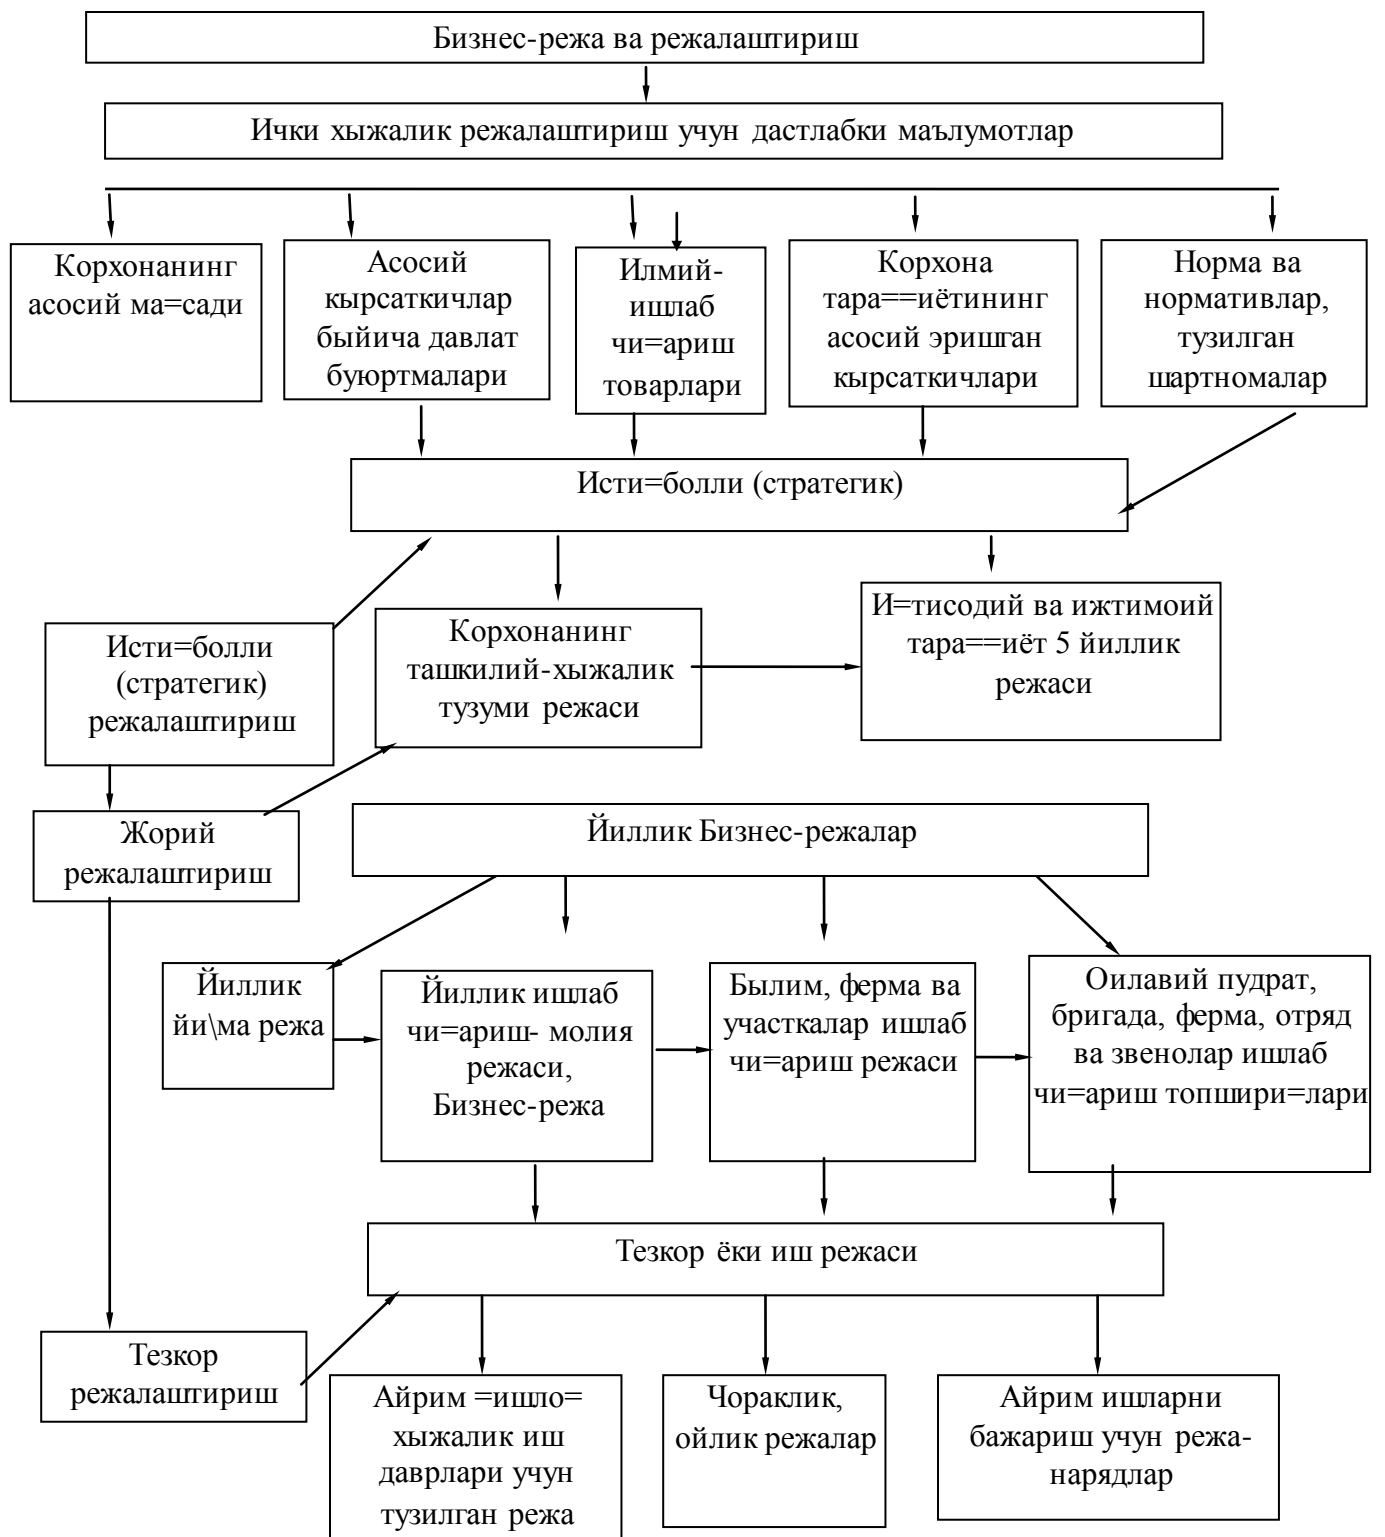 Бизнес-режа ва режалаштириш
Ички хыжалик режалаштириш учун дастлабки маълумотлар
Корхонанинг
асосий ма=сади
Асосий
кырсаткичлар
быйича давлат
буюртмалари
Илмий-
ишлаб
чи=ариш
товарлари
Корхона
тара==иётининг
асосий эришган
кырсаткичлари
Норма ва
нормативлар,
тузилган
шартномалар
Исти=болли (стратегик)
Исти=болли
(стратегик)
режалаштириш
Корхонанинг
ташкилий-хыжалик
тузуми режаси
И=тисодий ва ижтимоий
тара==иёт 5 йиллик
режаси
Жорий
режалаштириш
Йиллик Бизнес-режалар
Йиллик
йи\ма режа
Йиллик ишлаб
чи=ариш- молия
режаси,
Бизнес-режа
Былим, ферма ва
участкалар ишлаб
чи=ариш режаси
Оилавий пудрат,
бригада, ферма, отряд
ва звенолар ишлаб
чи=ариш топшири=лари
Тезкор ёки иш режаси
Тезкор
режалаштириш
Айрим =ишло=
хыжалик иш
даврлари учун
тузилган режа
Чораклик,
ойлик режалар
Айрим ишларни
бажариш учун режа-
нарядлар